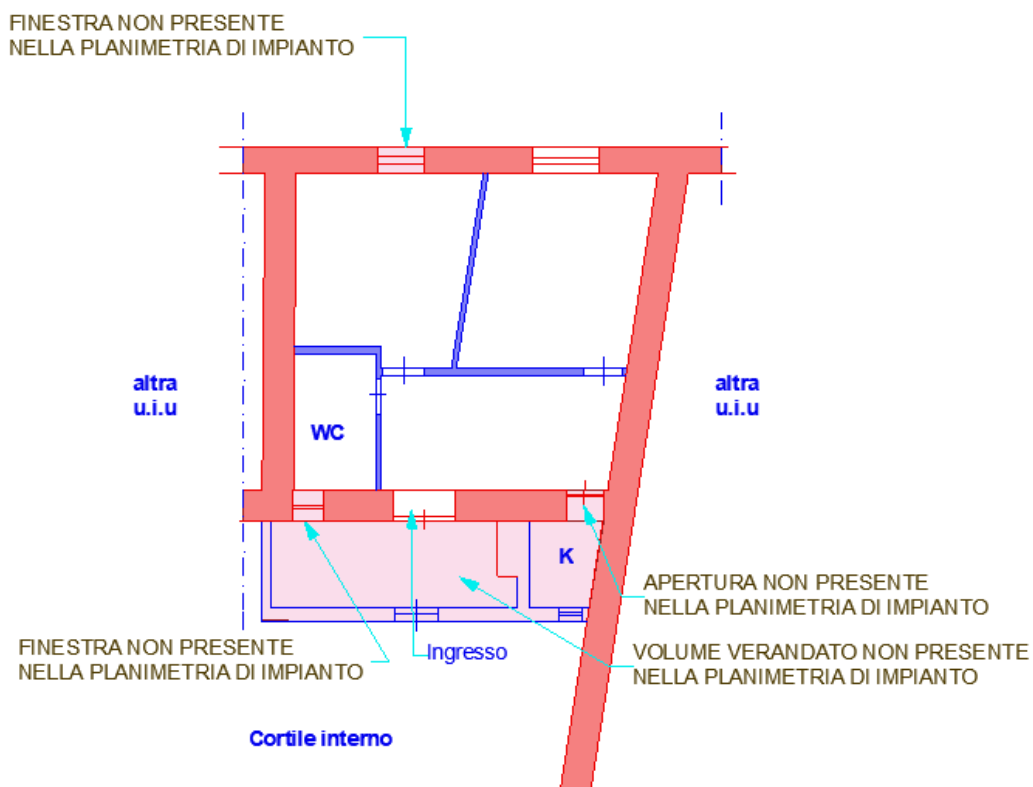 FINESTRA NON PRESENTE
NELLA PLANIMETRIA DI IMPIANTO
altra
u.i.u
altra
u.i.u
WC
K
APERTURA NON PRESENTE
NELLA PLANIMETRIA DI IMPIANTO
FINESTRA NON PRESENTE
NELLA PLANIMETRIA DI IMPIANTO
Ingresso
VOLUME VERANDATO NON PRESENTE
NELLA PLANIMETRIA DI IMPIANTO
Cortile interno